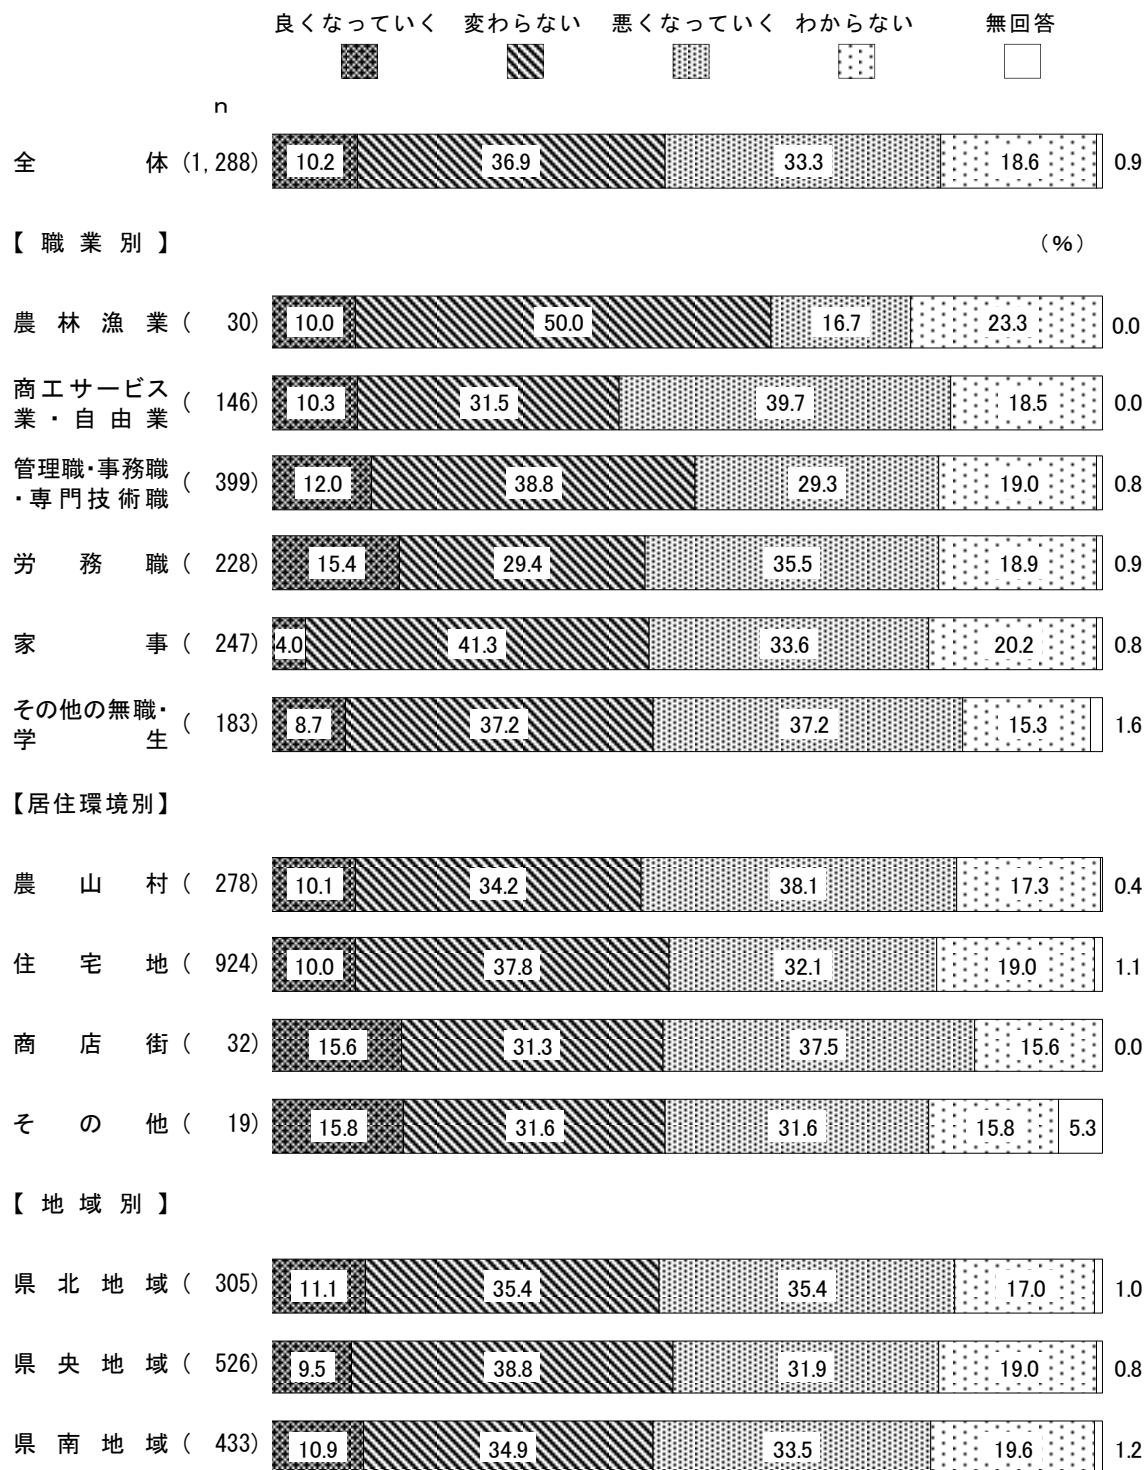 良くなっていく 変わらない 悪くなっていく わからない 無回答
n
全体 (1,288) 10.2 36.9 33.3 18.6 0.9
【職業別】 (%)
農林漁業 ( 30) 10.0 50.0 16.7 23.3 0.0
商工サービス
業・自由業 ( 146) 10.3 31.5 39.7 18.5 0.0
管理職・事務職
・専門技術職 ( 399) 12.0 38.8 29.3 19.0 0.8
労務職 ( 228) 15.4 29.4 35.5 18.9 0.9
家事 ( 247) 4.0 41.3 33.6 20.2 0.8
その他の無職・
学生 ( 183) 8.7 37.2 37.2 15.3 1.6
【居住環境別】
農山村 ( 278) 10.1 34.2 38.1 17.3 0.4
住宅地 ( 924) 10.0 37.8 32.1 19.0 1.1
商店街 ( 32) 15.6 31.3 37.5 15.6 0.0
その他 ( 19) 15.8 31.6 31.6 15.8 5.3
【地域別】
県北地域 ( 305) 11.1 35.4 35.4 17.0 1.0
県央地域 ( 526) 9.5 38.8 31.9 19.0 0.8
県南地域 ( 433) 10.9 34.9 33.5 19.6 1.2